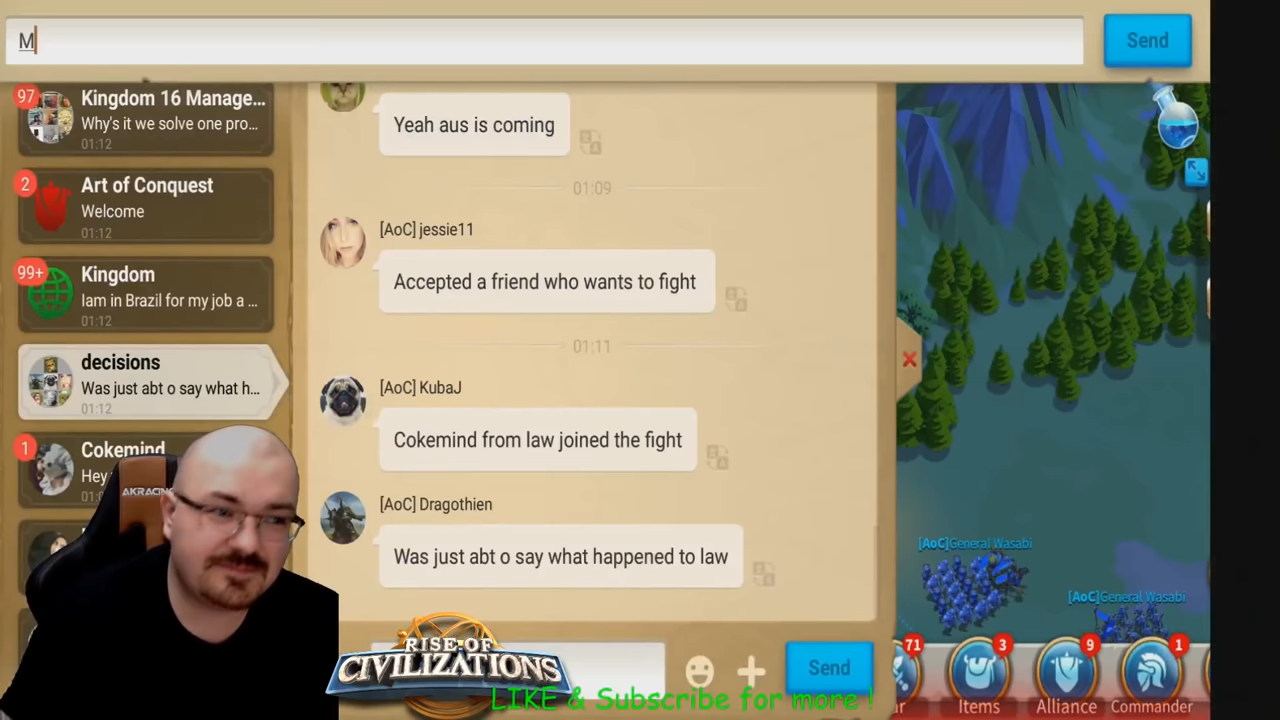 M
Send
97
Kingdom 16 Manage...
Why's it we solve one pro...
01:12
2
Art of Conquest
Welcome
01:12
99+
Kingdom
Iam in Brazil for my job a ...
01:12
decisions
Was just abt o say what h...
01:12
1
Cokemind
Hey
AKRACING
Yeah aus is coming
01:09
[AoC] jessie11
Accepted a friend who wants to fight
01:11
[AoC] KubaJ
Cokemind from law joined the fight
[AoC] Dragothien
Was just abt o say what happened to law
Send
[AoC]General Wasabi
[AoC]General Wasabi
71
3
Items
9
Alliance
1
Commander
RISE OF
CIVILIZATIONS
LIKE & Subscribe for more !